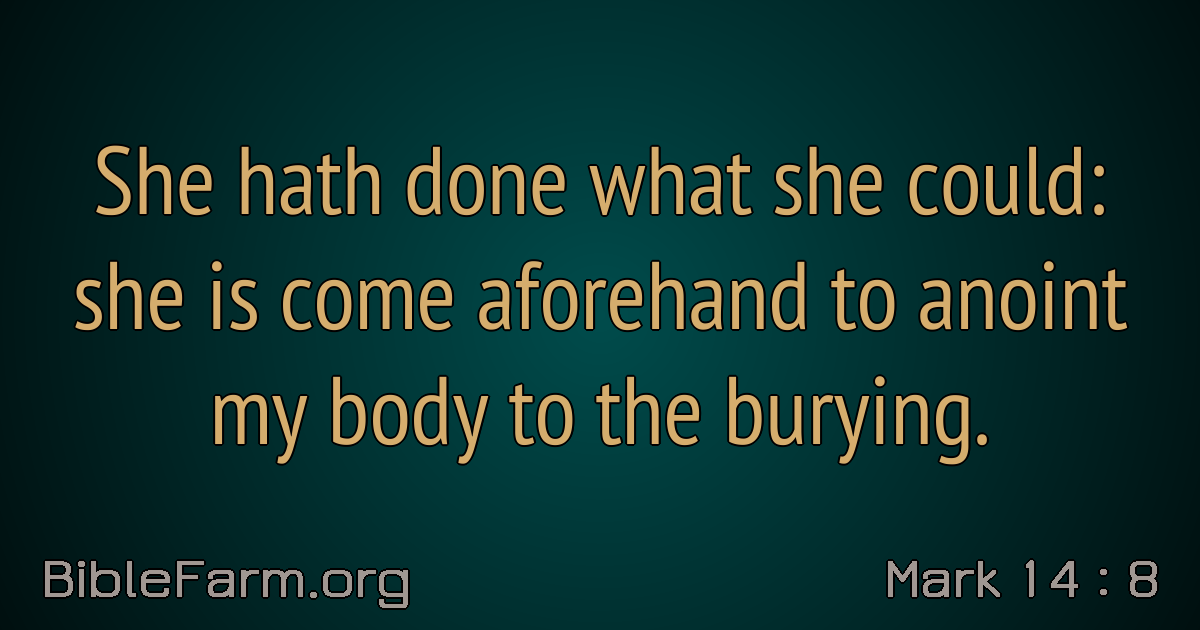 She hath done what she could:
she is come aforehand to anoint
my body to the burying.
BibleFarm.org
Mark 14 : 8